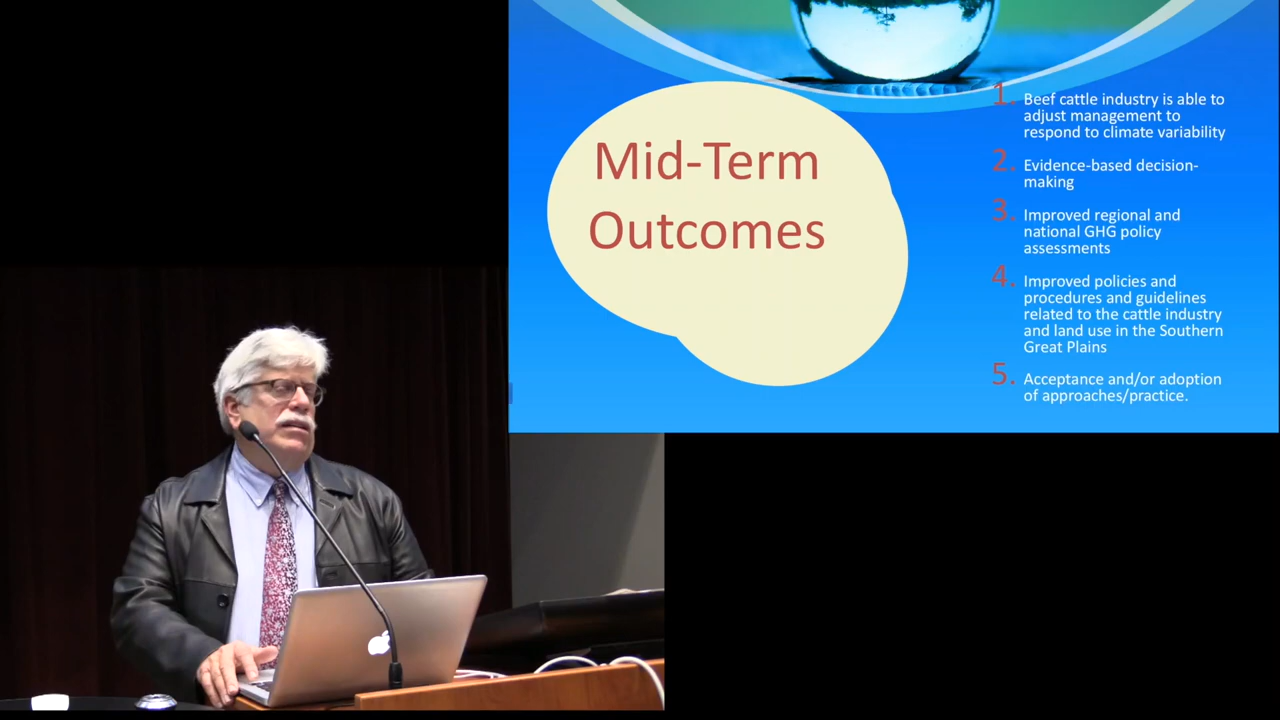 Mid-Term
Outcomes
1. Beef cattle industry is able to
adjust management to
respond to climate variability
2. Evidence-based decision-
making
3. Improved regional and
national GHG policy
assessments
4. Improved policies and
procedures and guidelines
related to the cattle industry
and land use in the Southern
Great Plains
5. Acceptance and/or adoption
of approaches/practice.